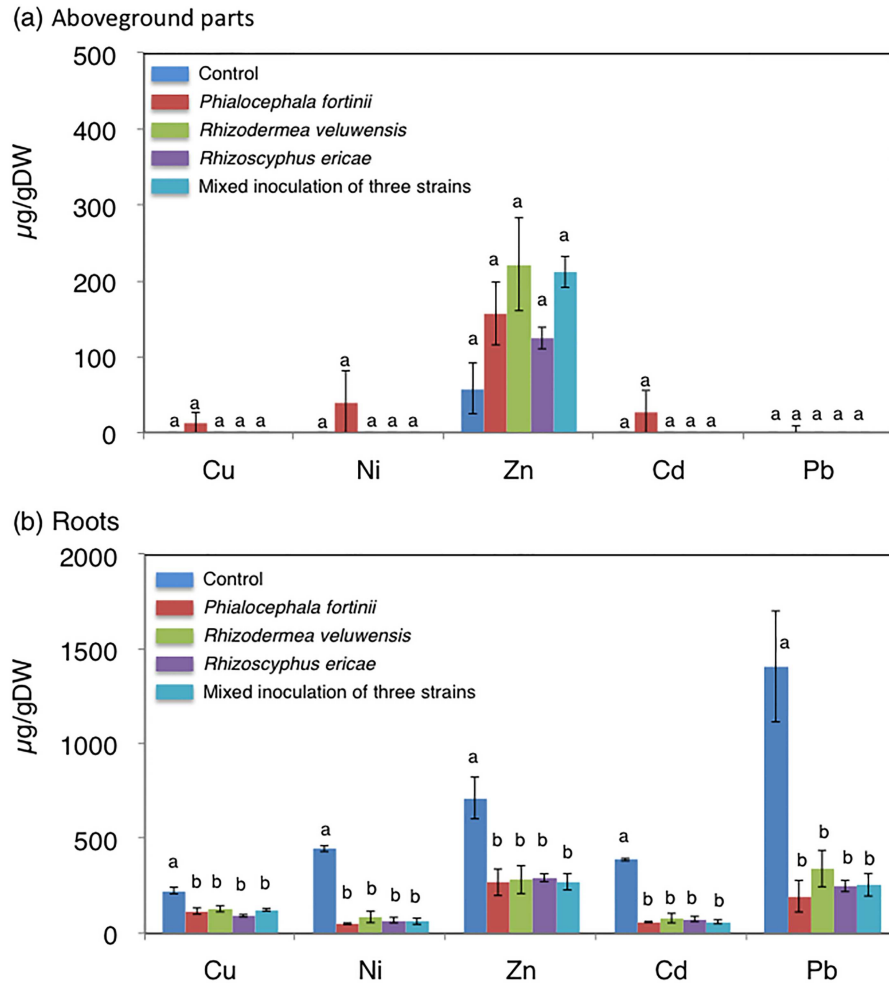 (a) Aboveground parts
500
400
300
200
100
0
µg/gDW
Control
Phialocephala fortinii
Rhizodermea veluwensis
Rhizoscyphus ericae
Mixed inoculation of three strains
a a a a a
a a a a a
a a a a a
a a a a a
a a a a a
Cu Ni Zn Cd Pb
(b) Roots
2000
1500
1000
500
0
µg/gDW
Control
Phialocephala fortinii
Rhizodermea veluwensis
Rhizoscyphus ericae
Mixed inoculation of three strains
a b b b b
a b b b b
a b b b b
a b b b b
a b b b b
Cu Ni Zn Cd Pb